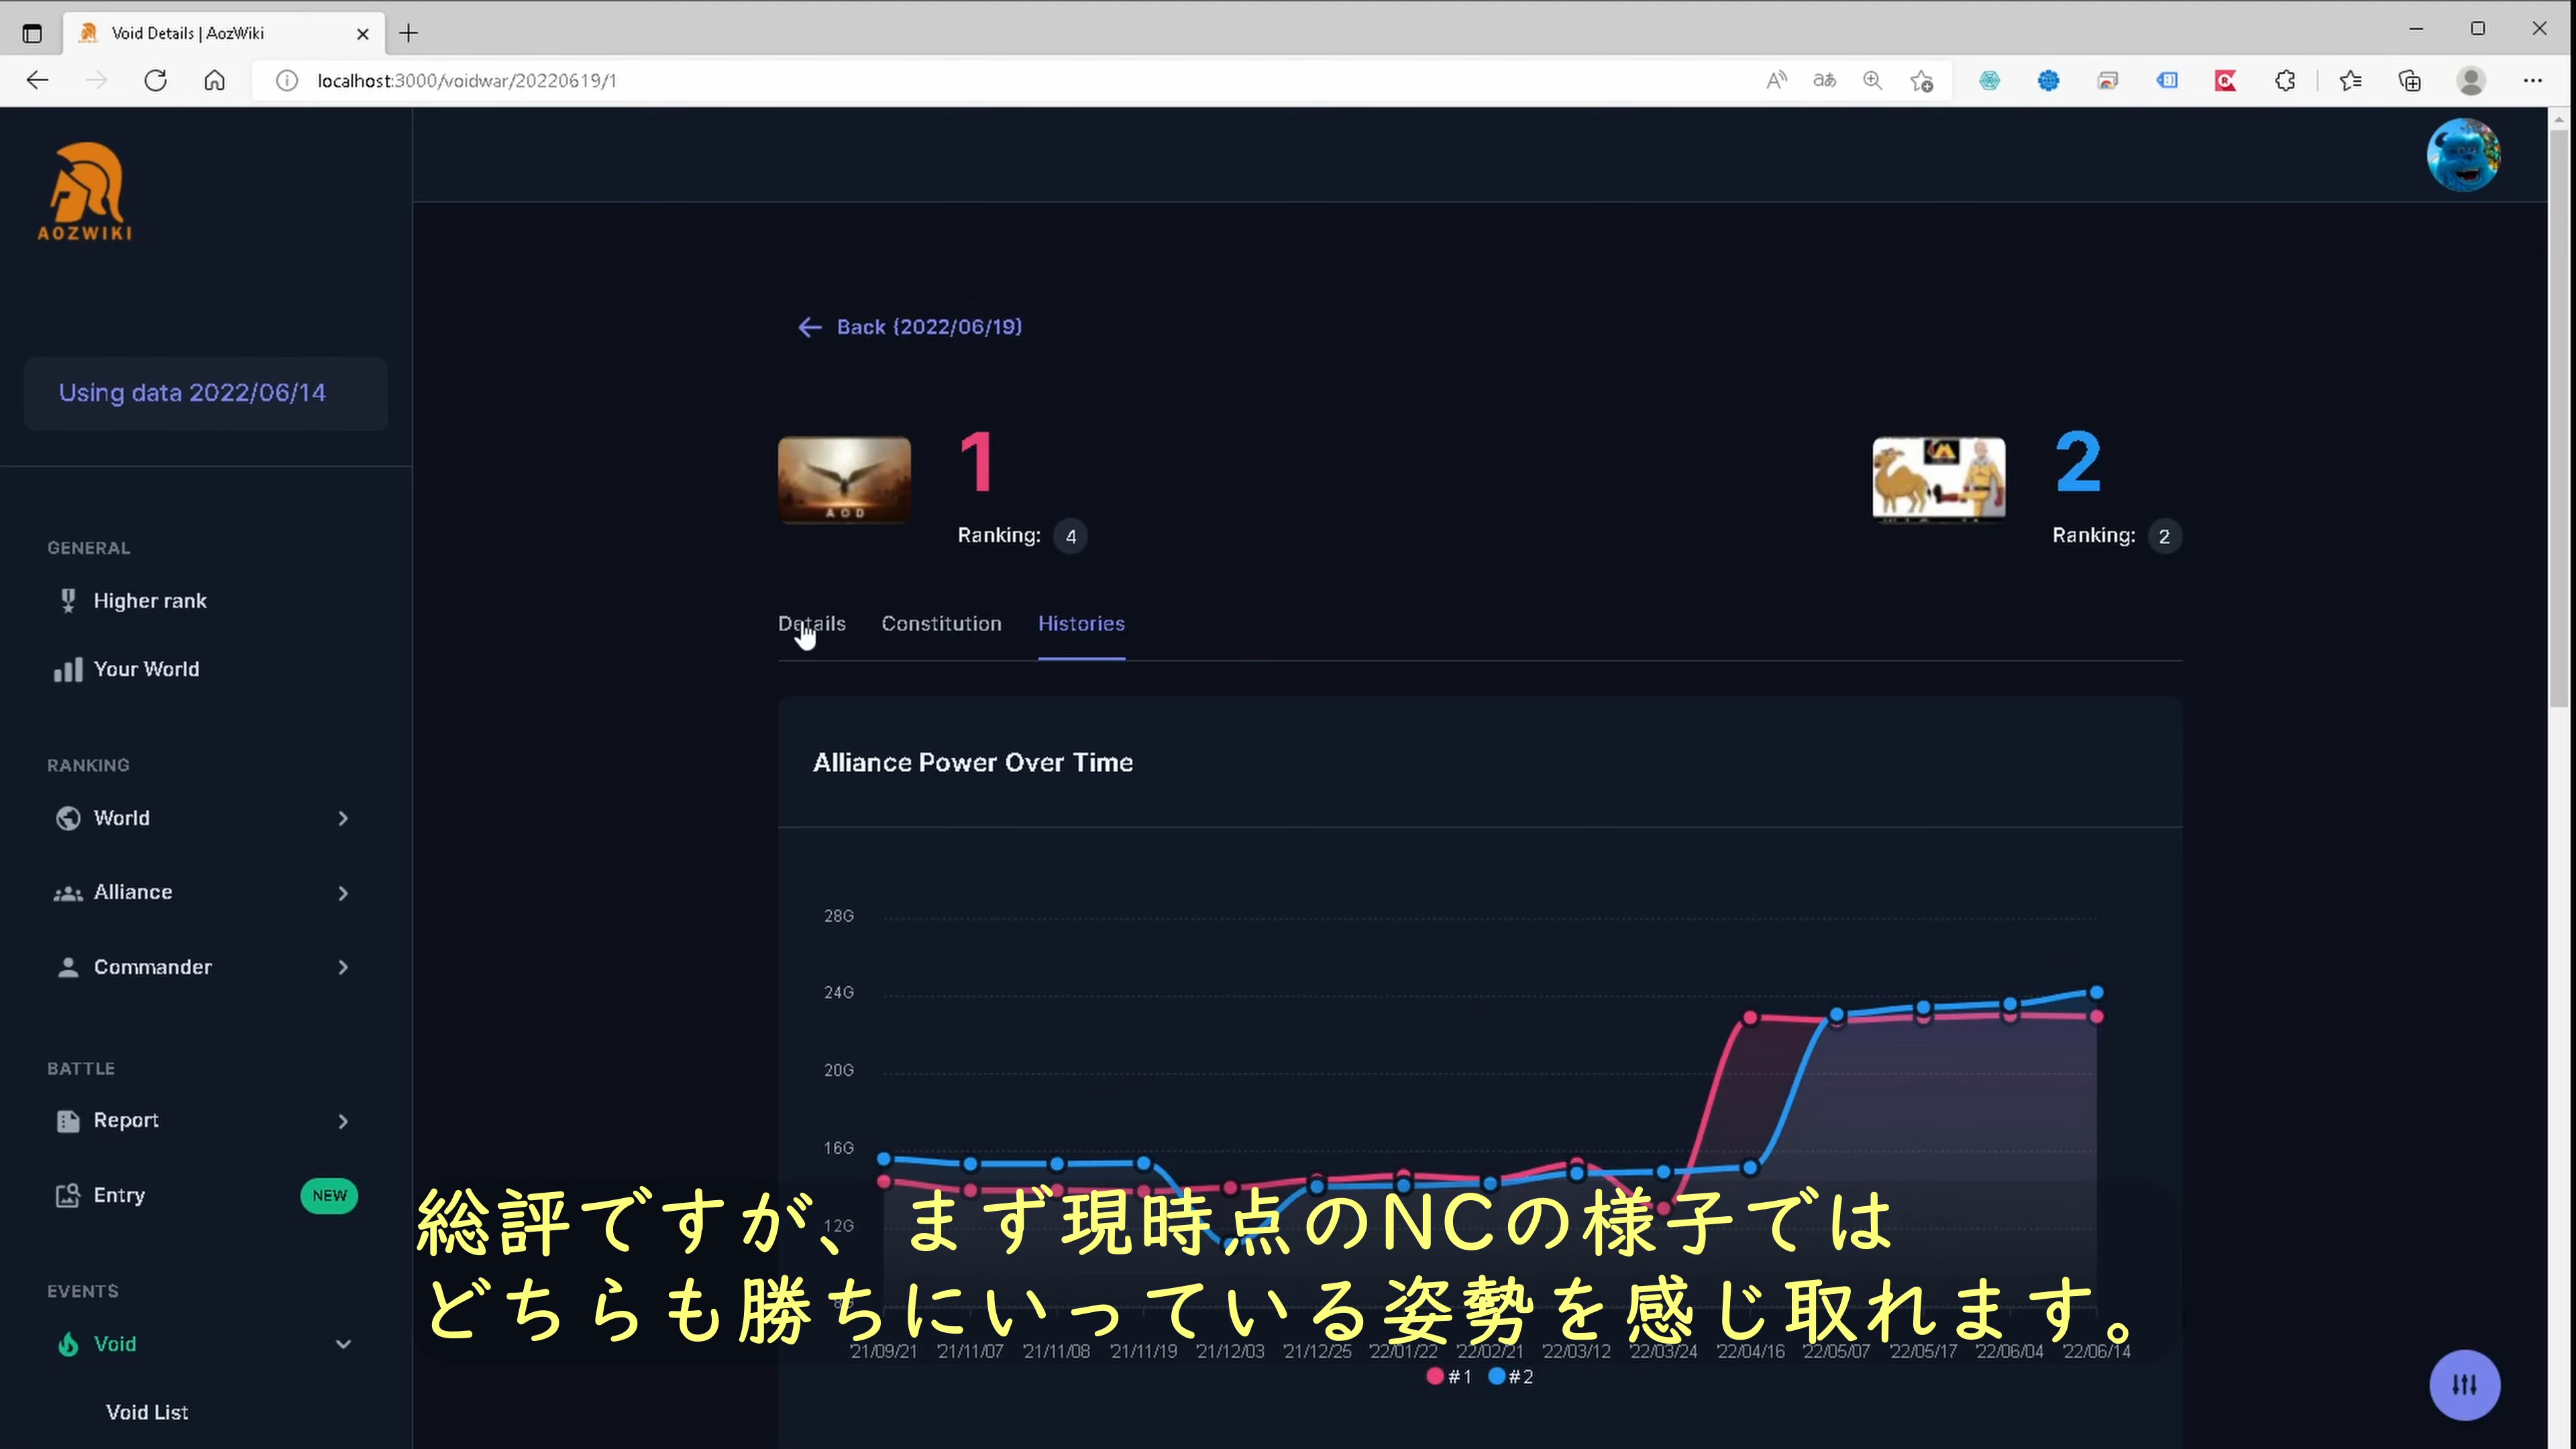 Void Details | AozWiki
localhost:3000/voidwar/20220619/1
AOZWIKI
Using data 2022/06/14
GENERAL
Higher rank
Your World
RANKING
World
Alliance
Commander
BATTLE
Report
Entry
NEW
EVENTS
Void
Void List
Back (2022/06/19)
AOD
1
Ranking: 4
2
Ranking: 2
Details Constitution Histories
Alliance Power Over Time
28G
24G
20G
16G
12G
8G
総評ですが、まず現時点のNCの様子では
どちらも勝ちにいっている姿勢を感じ取れます。
'21/09/21 '21/11/07 '21/11/08 '21/11/19 '21/12/03 '21/12/25 '22/01/22 '22/02/21 '22/03/12 '22/03/24 '22/04/16 '22/05/07 '22/05/17 '22/06/04 '22/06/14
#1 #2